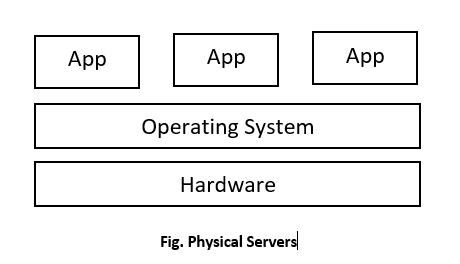 App App App
Operating System
Hardware
Fig. Physical Servers